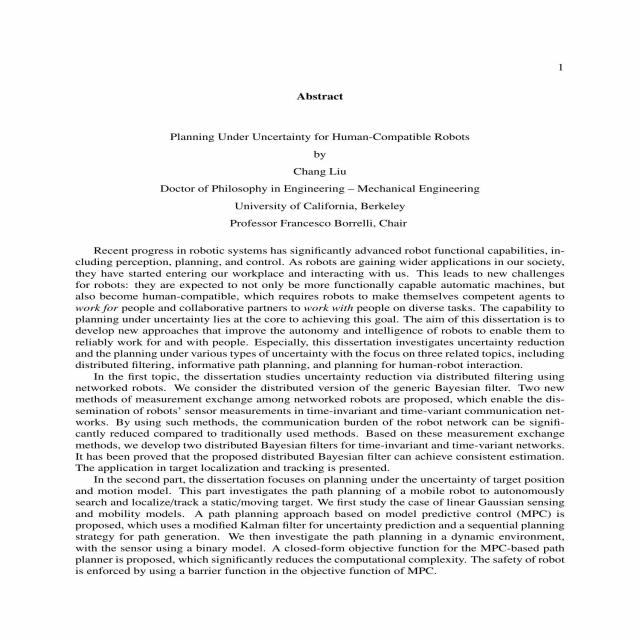 1
Abstract
Planning Under Uncertainty for Human-Compatible Robots
by
Chang Liu
Doctor of Philosophy in Engineering – Mechanical Engineering
University of California, Berkeley
Professor Francesco Borrelli, Chair
Recent progress in robotic systems has significantly advanced robot functional capabilities, in-
cluding perception, planning, and control. As robots are gaining wider applications in our society,
they have started entering our workplace and interacting with us. This leads to new challenges
for robots: they are expected to not only be more functionally capable automatic machines, but
also become human-compatible, which requires robots to make themselves competent agents to
work for people and collaborative partners to work with people on diverse tasks. The capability to
planning under uncertainty lies at the core to achieving this goal. The aim of this dissertation is to
develop new approaches that improve the autonomy and intelligence of robots to enable them to
reliably work for and with people. Especially, this dissertation investigates uncertainty reduction
and the planning under various types of uncertainty with the focus on three related topics, including
distributed filtering, informative path planning, and planning for human-robot interaction.
In the first topic, the dissertation studies uncertainty reduction via distributed filtering using
networked robots. We consider the distributed version of the generic Bayesian filter. Two new
methods of measurement exchange among networked robots are proposed, which enable the dis-
semination of robots' sensor measurements in time-invariant and time-variant communication net-
works. By using such methods, the communication burden of the robot network can be signifi-
cantly reduced compared to traditionally used methods. Based on these measurement exchange
methods, we develop two distributed Bayesian filters for time-invariant and time-variant networks.
It has been proved that the proposed distributed Bayesian filter can achieve consistent estimation.
The application in target localization and tracking is presented.
In the second part, the dissertation focuses on planning under the uncertainty of target position
and motion model. This part investigates the path planning of a mobile robot to autonomously
search and localize/track a static/moving target. We first study the case of linear Gaussian sensing
and mobility models. A path planning approach based on model predictive control (MPC) is
proposed, which uses a modified Kalman filter for uncertainty prediction and a sequential planning
strategy for path generation. We then investigate the path planning in a dynamic environment,
with the sensor using a binary model. A closed-form objective function for the MPC-based path
planner is proposed, which significantly reduces the computational complexity. The safety of robot
is enforced by using a barrier function in the objective function of MPC.